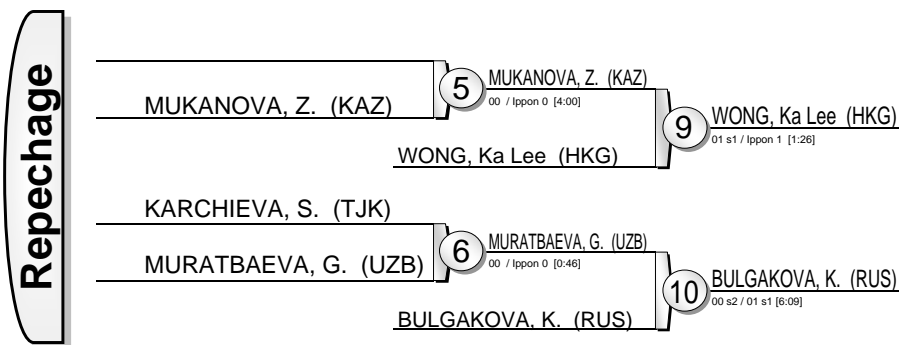 Repechage
MUKANOVA, Z. (KAZ)
5
MUKANOVA, Z. (KAZ)
00 / Ippon 0 [4:00]
WONG, Ka Lee (HKG)
9
WONG, Ka Lee (HKG)
01 s1 / Ippon 1 [1:26]
KARCHIEVA, S. (TJK)
MURATBAEVA, G. (UZB)
6
MURATBAEVA, G. (UZB)
00 / Ippon 0 [0:46]
BULGAKOVA, K. (RUS)
10
BULGAKOVA, K. (RUS)
00 s2 / 01 s1 [6:09]